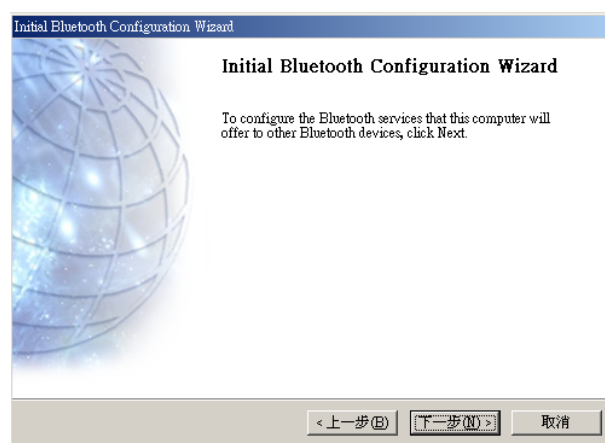 Initial Bluetooth Configuration Wizard
Initial Bluetooth Configuration Wizard
To configure the Bluetooth services that this computer will
offer to other Bluetooth devices, click Next.
<上一步(B) 下一步(N)> 取消